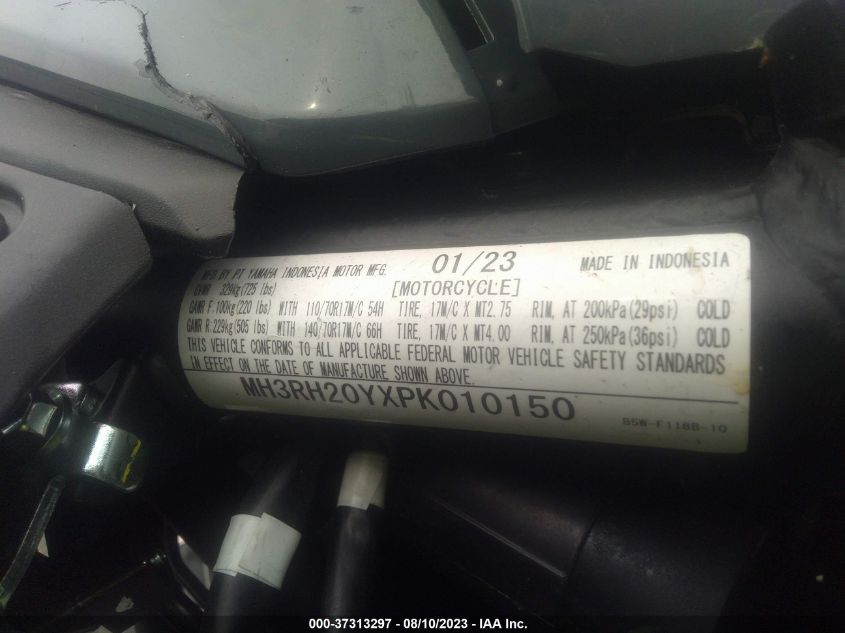 MFD. BY PT YAMAHA INDONESIA MOTOR MFG. 01/23 MADE IN INDONESIA
GVWR 329kg(725 lbs) [MOTORCYCLE]
GAWR F.100kg(220 lbs) WITH 110/70R17M/C 54H TIRE, 17M/C X MT2.75 RIM, AT 200kPa(29psi) COLD
GAWR R:229kg(505 lbs) WITH 140/70R17M/C 66H TIRE, 17M/C X MT4.00 RIM, AT 250kPa(36psi) COLD
THIS VEHICLE CONFORMS TO ALL APPLICABLE FEDERAL MOTOR VEHICLE SAFETY STANDARDS
IN EFFECT ON THE DATE OF MANUFACTURE SHOWN ABOVE.
MH3RH20YXPK010150
B5W-F118B-10
000-37313297 - 08/10/2023 - IAA Inc.